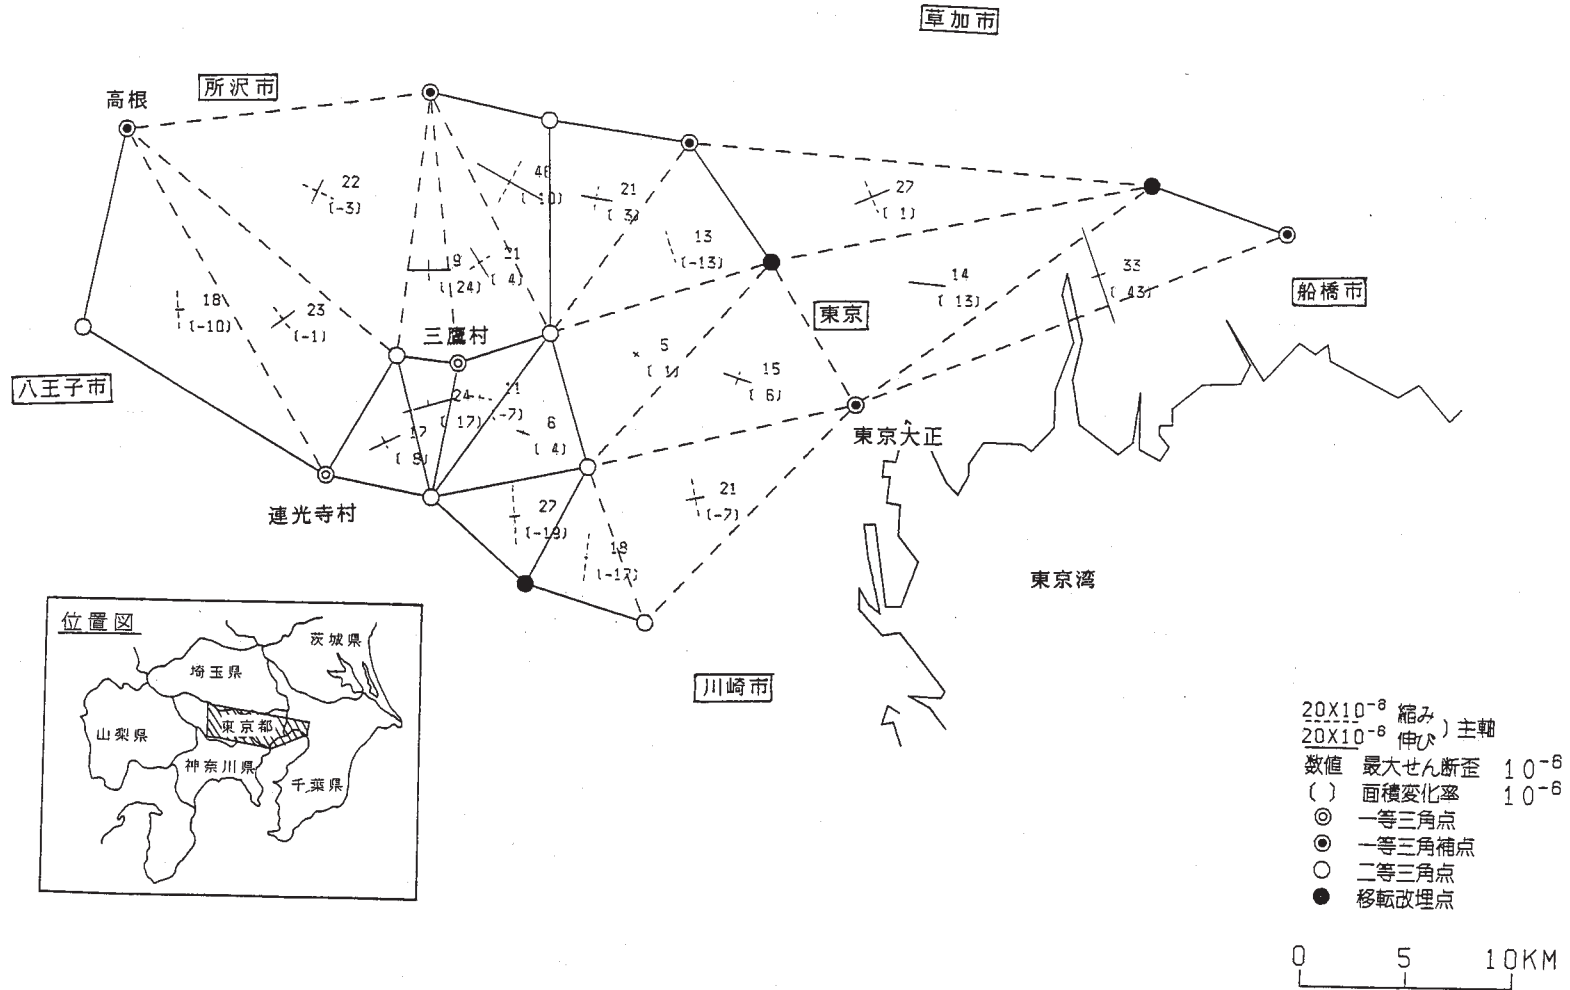 草加市
所沢市
高根
46
(-10)
22
(-3)
21
( 3)
27
( 1)
13
(-13)
9
( 24)
21
( 4)
33
( 43)
14
( 13)
船橋市
18
(-10)
23
(-1)
東京
三鷹村
5
( 1)
15
( 6)
八王子市
24
( 17)
11
(-7)
6
( 4)
17
( 8)
東京大正
連光寺村
27
(-19)
21
(-7)
18
(-17)
東京湾
川崎市
位置図
茨城県
埼玉県
東京都
山梨県
神奈川県
千葉県
20X10⁻⁶ 縮み
20X10⁻⁶ 伸び
) 主軸
数値 最大せん断歪 10⁻⁶
( ) 面積変化率 10⁻⁶
◎ 一等三角点
一等三角補点
○ 二等三角点
● 移転改埋点
0 5 10KM